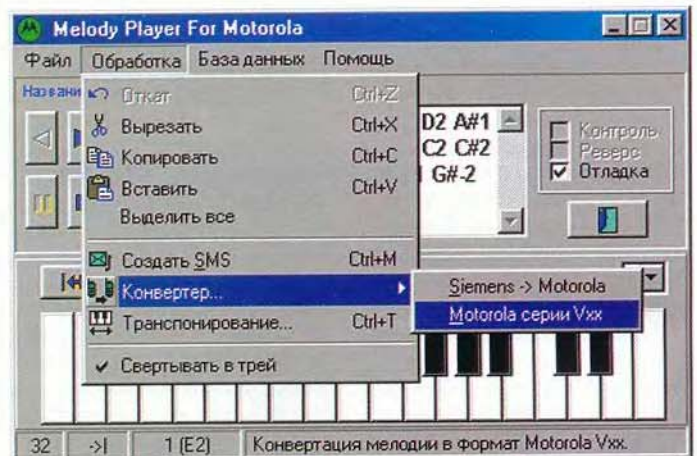 Melody Player For Motorola
Файл Обработка База данных Помощь
Откат Ctrl+Z
Вырезать Ctrl+X
Копировать Ctrl+C
Вставить Ctrl+V
Выделить все
Создать SMS Ctrl+M
Конвертер...
Транспонирование... Ctrl+T
Свертывать в трей
D2 A#1
C2 C#2
G#-2
Контроль
Реверс
Отладка
Siemens -> Motorola
Motorola серии Vxx
32 ->| 1 (E2) Конвертация мелодии в формат Motorola Vxx.